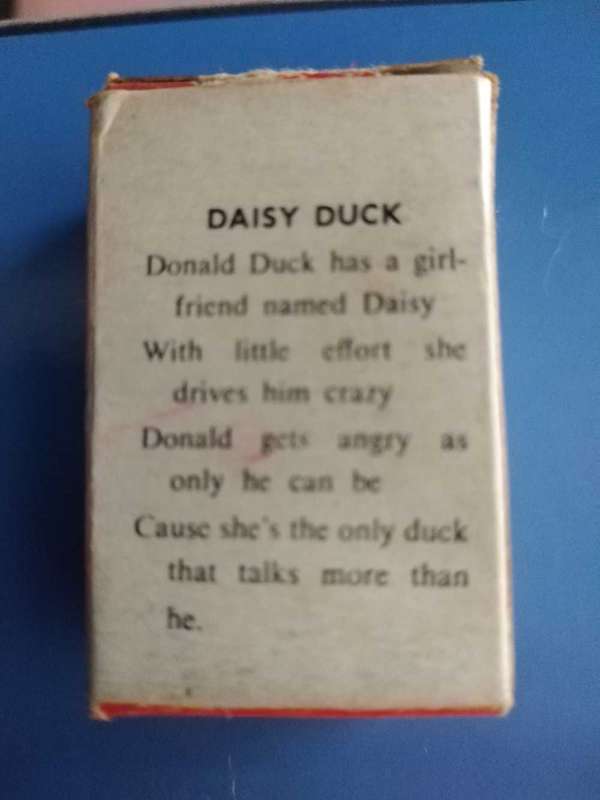 DAISY DUCK
Donald Duck has a girl-
friend named Daisy
With little effort she
drives him crazy
Donald gets angry as
only he can be
Cause she's the only duck
that talks more than
he.